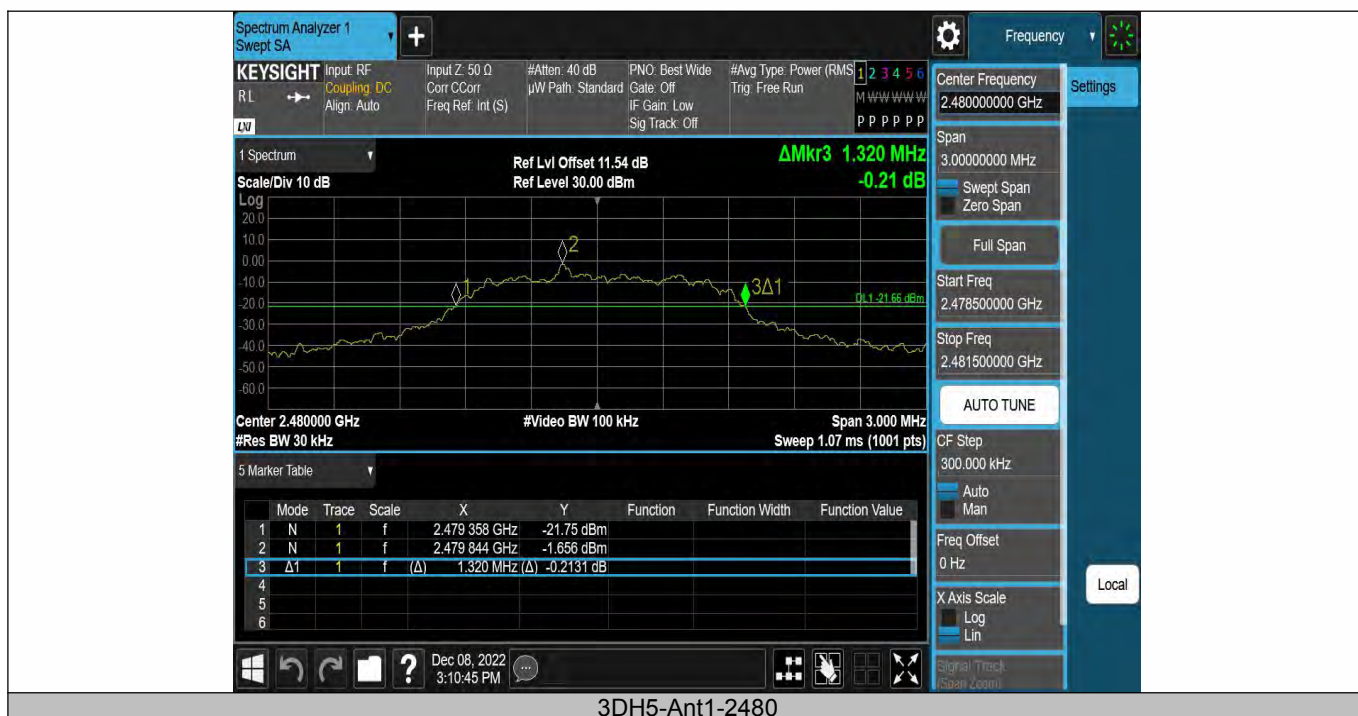 Spectrum Analyzer 1
Swept SA
Frequency
KEYSIGHT
RL
LXI
Input: RF
Coupling: DC
Align: Auto
Input Z: 50 Ω
Corr CCorr
Freq Ref: Int (S)
#Atten: 40 dB
µW Path: Standard
PNO: Best Wide
Gate: Off
IF Gain: Low
Sig Track: Off
#Avg Type: Power (RMS
Trig: Free Run
1 2 3 4 5 6
M W W W W W
P P P P P P
Settings
Center Frequency
2.480000000 GHz
Span
3.00000000 MHz
Swept Span
Zero Span
Full Span
Start Freq
2.478500000 GHz
Stop Freq
2.481500000 GHz
AUTO TUNE
CF Step
300.000 kHz
Auto
Man
Freq Offset
0 Hz
X Axis Scale
Log
Lin
Signal Track
(Span Zoom)
Local
1 Spectrum
Scale/Div 10 dB
Ref Lvl Offset 11.54 dB
Ref Level 30.00 dBm
ΔMkr3 1.320 MHz
-0.21 dB
Log
20.0
10.0
0.00
-10.0
-20.0
-30.0
-40.0
-50.0
-60.0
1
2
3Δ1
DL1 -21.66 dBm
Center 2.480000 GHz
#Video BW 100 kHz
Span 3.000 MHz
#Res BW 30 kHz
Sweep 1.07 ms (1001 pts)
5 Marker Table
Mode Trace Scale X Y Function Function Width Function Value
1 N 1 f 2.479 358 GHz -21.75 dBm
2 N 1 f 2.479 844 GHz -1.656 dBm
3 Δ1 1 f (Δ) 1.320 MHz (Δ) -0.2131 dB
4
5
6
?
Dec 08, 2022
3:10:45 PM
3DH5-Ant1-2480